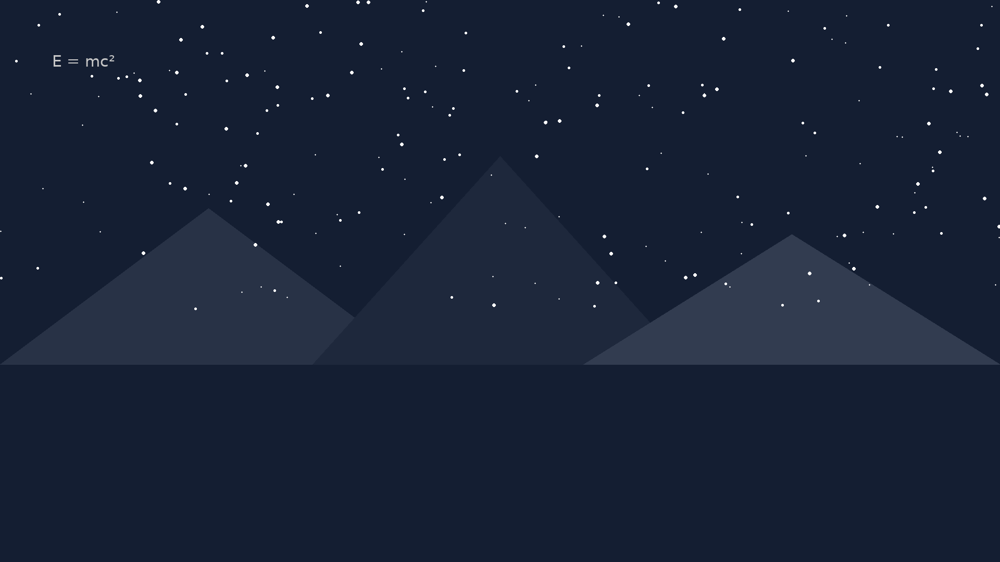 E = mc²